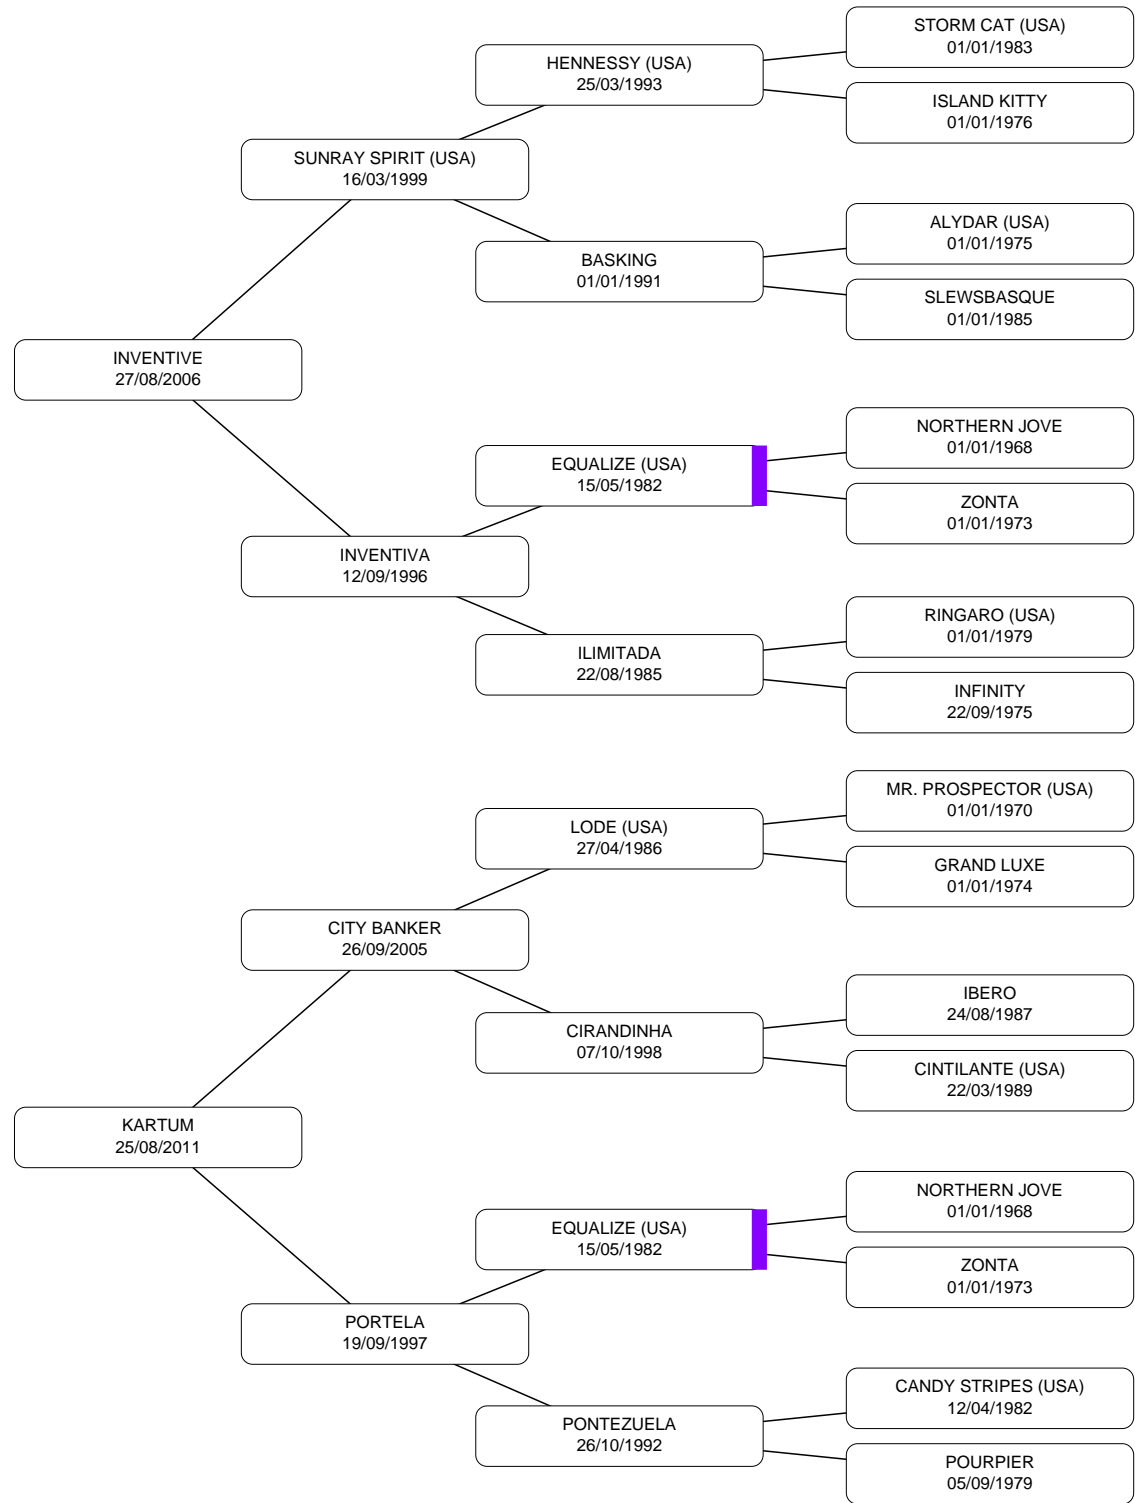 STORM CAT (USA)
01/01/1983
HENNESSY (USA)
25/03/1993
ISLAND KITTY
01/01/1976
SUNRAY SPIRIT (USA)
16/03/1999
ALYDAR (USA)
01/01/1975
BASKING
01/01/1991
SLEWSBASQUE
01/01/1985
INVENTIVE
27/08/2006
NORTHERN JOVE
01/01/1968
EQUALIZE (USA)
15/05/1982
ZONTA
01/01/1973
INVENTIVA
12/09/1996
RINGARO (USA)
01/01/1979
ILIMITADA
22/08/1985
INFINITY
22/09/1975
MR. PROSPECTOR (USA)
01/01/1970
LODE (USA)
27/04/1986
GRAND LUXE
01/01/1974
CITY BANKER
26/09/2005
IBERO
24/08/1987
CIRANDINHA
07/10/1998
CINTILANTE (USA)
22/03/1989
KARTUM
25/08/2011
NORTHERN JOVE
01/01/1968
EQUALIZE (USA)
15/05/1982
ZONTA
01/01/1973
PORTELA
19/09/1997
CANDY STRIPES (USA)
12/04/1982
PONTEZUELA
26/10/1992
POURPIER
05/09/1979